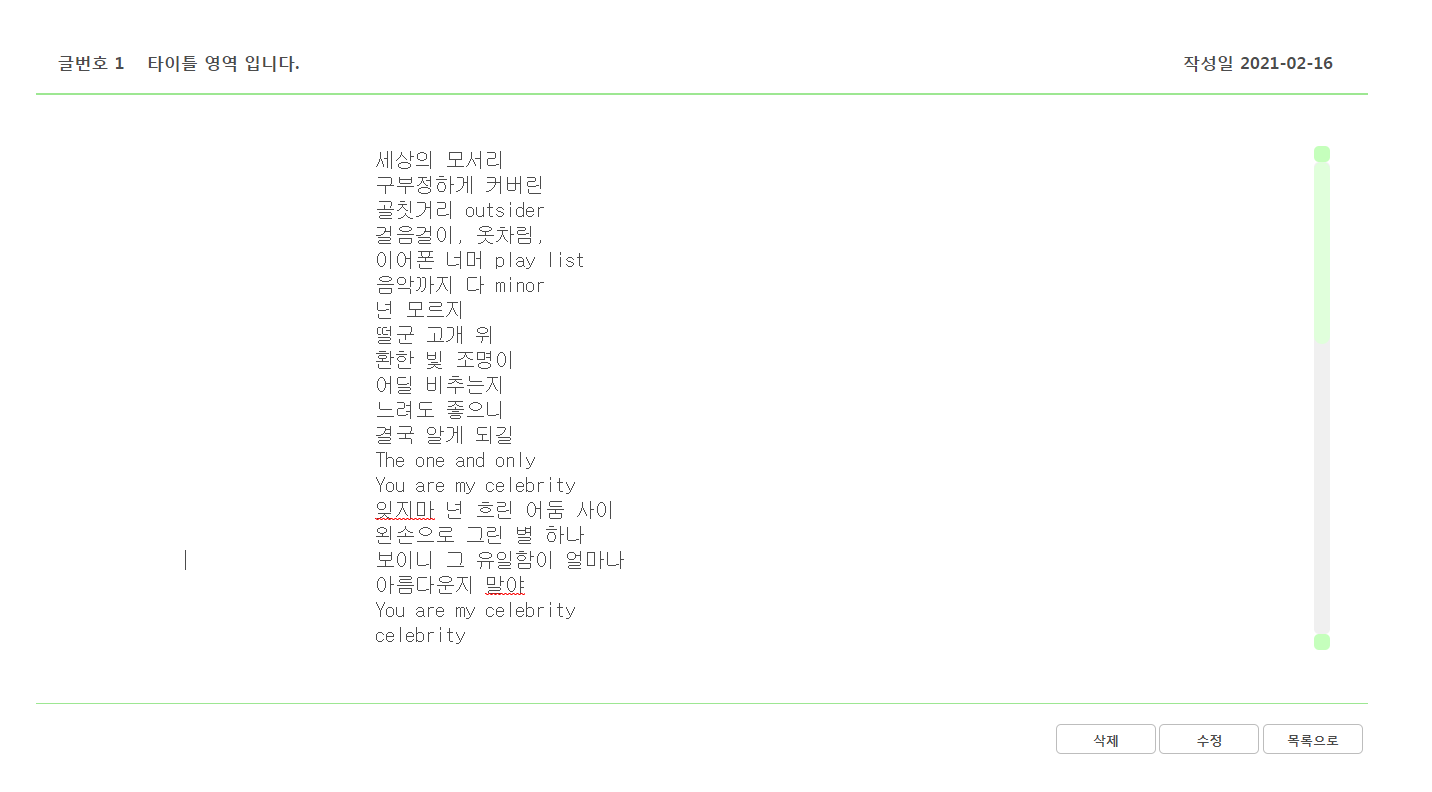 글번호 1 타이틀 영역 입니다. 작성일 2021-02-16
세상의 모서리
구부정하게 커버린
골칫거리 outsider
걸음걸이, 옷차림,
이어폰 너머 play list
음악까지 다 minor
넌 모르지
떨군 고개 위
환한 빛 조명이
어딜 비추는지
느려도 좋으니
결국 알게 되길
The one and only
You are my celebrity
잊지마 넌 흐린 어둠 사이
왼손으로 그린 별 하나
보이니 그 유일함이 얼마나
아름다운지 말야
You are my celebrity
celebrity
삭제 수정 목록으로